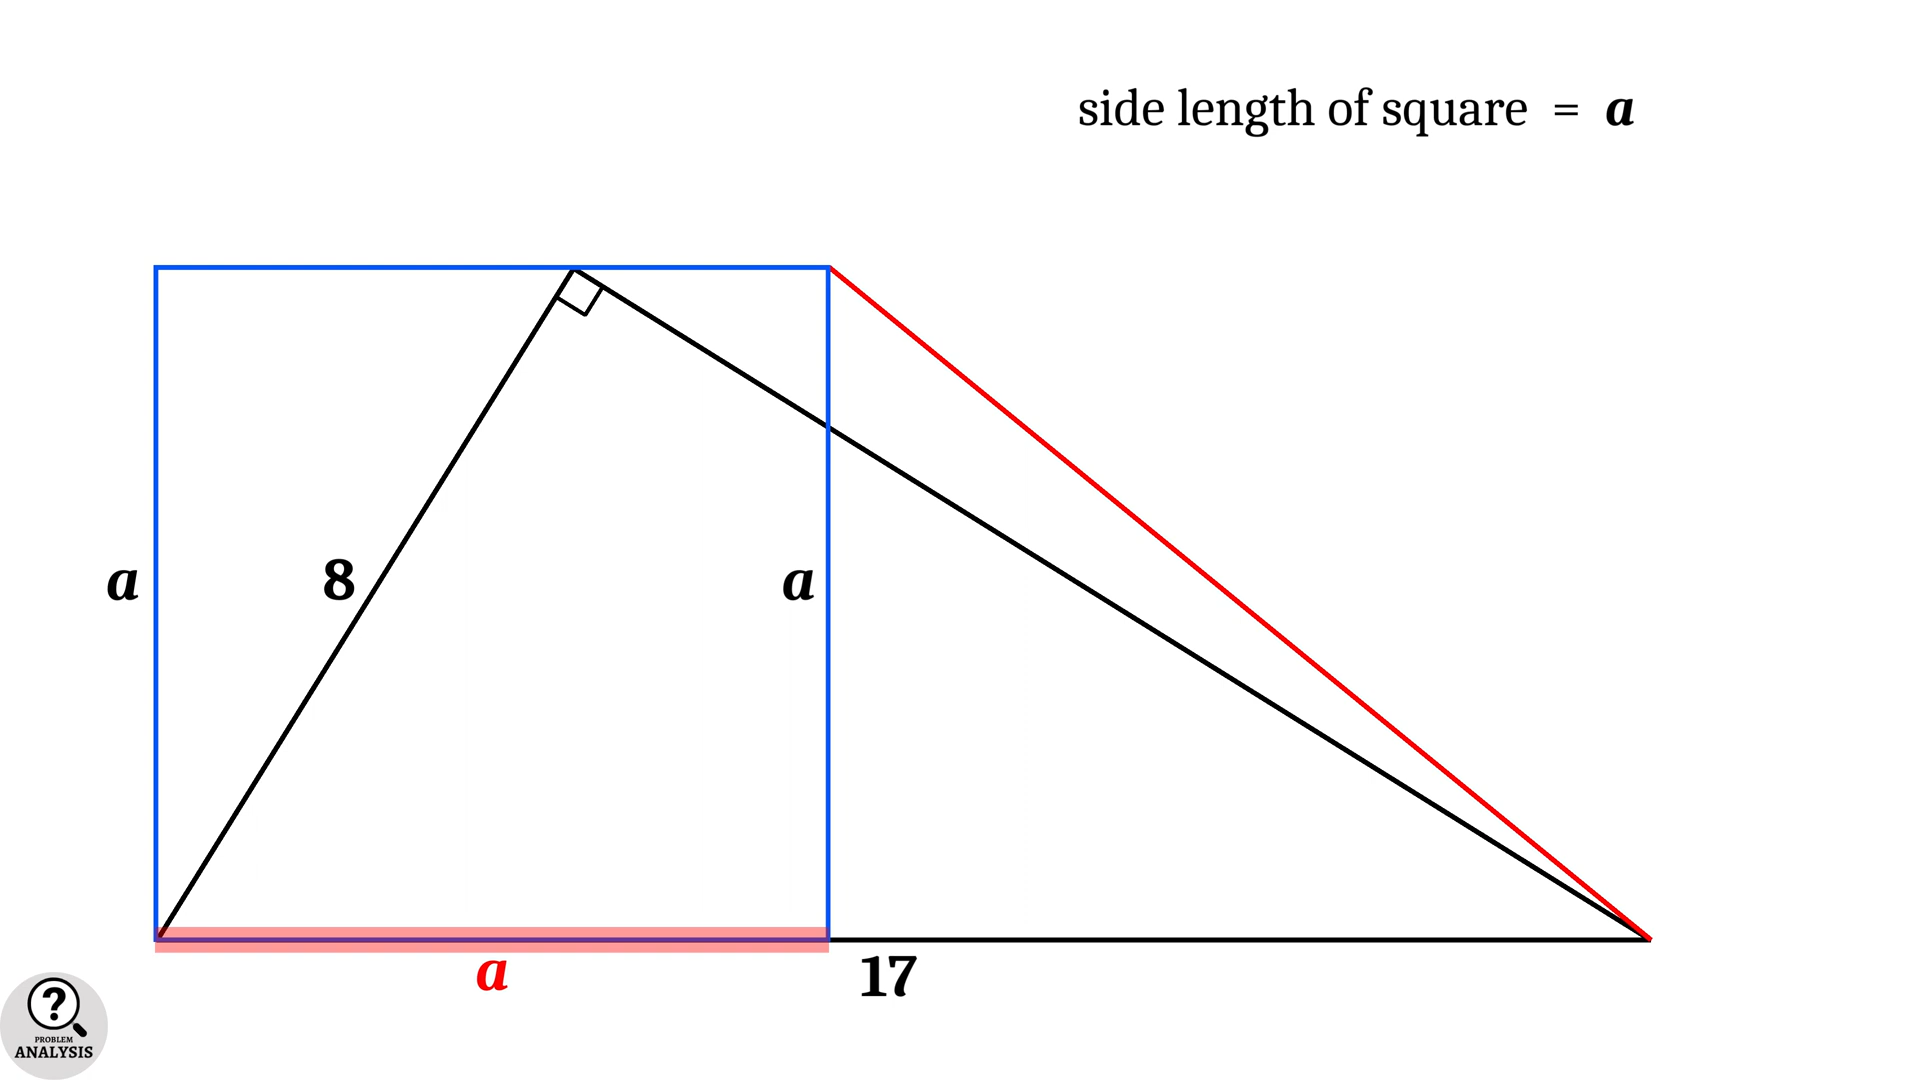 side length of square = a
a
8
a
a
17
?
PROBLEM
ANALYSIS